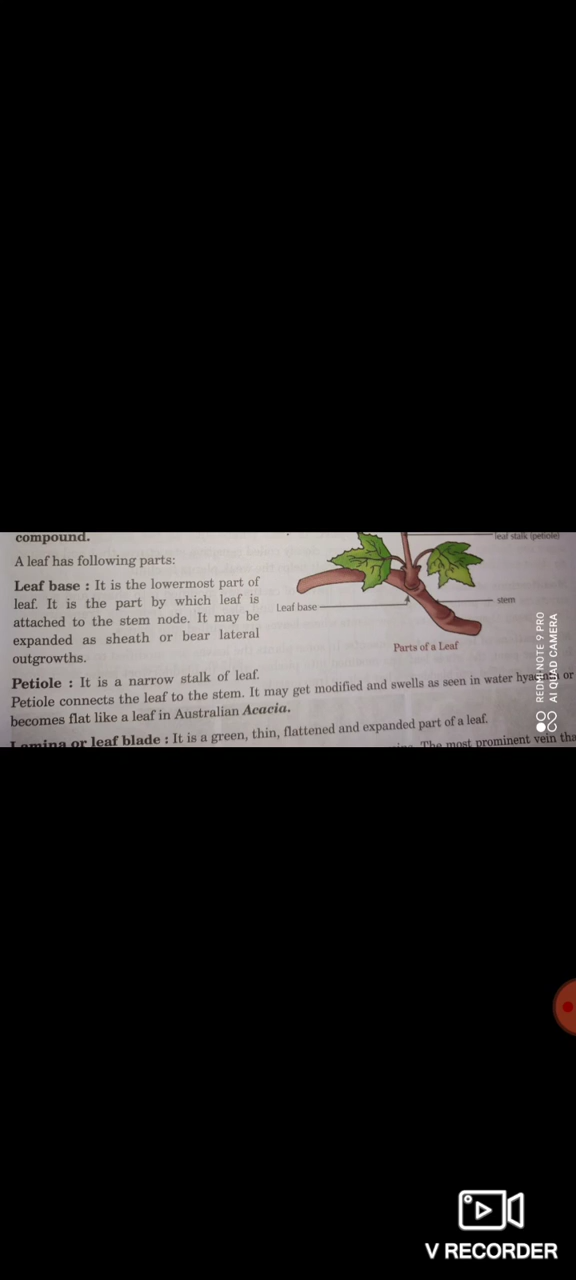 compound.
leaf stalk (petiole)
A leaf has following parts:
Leaf base : It is the lowermost part of
leaf. It is the part by which leaf is
attached to the stem node. It may be
expanded as sheath or bear lateral
outgrowths.
Leaf base
stem
Parts of a Leaf
Petiole : It is a narrow stalk of leaf.
Petiole connects the leaf to the stem. It may get modified and swells as seen in water hyacinth or
becomes flat like a leaf in Australian Acacia.
Lamina or leaf blade : It is a green, thin, flattened and expanded part of a leaf.
The most prominent vein
REDMI NOTE 9 PRO
AI QUAD CAMERA
V RECORDER